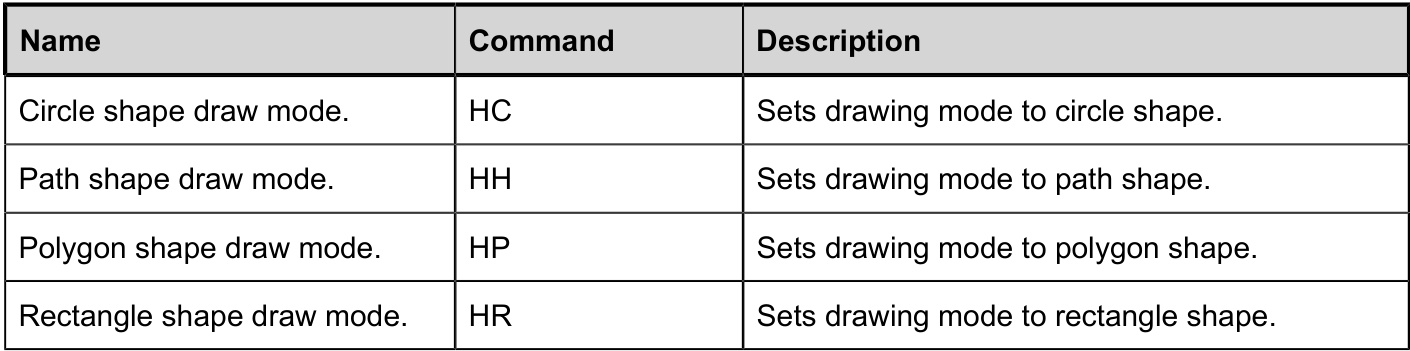 Name Command Description
Circle shape draw mode. HC Sets drawing mode to circle shape.
Path shape draw mode. HH Sets drawing mode to path shape.
Polygon shape draw mode. HP Sets drawing mode to polygon shape.
Rectangle shape draw mode. HR Sets drawing mode to rectangle shape.